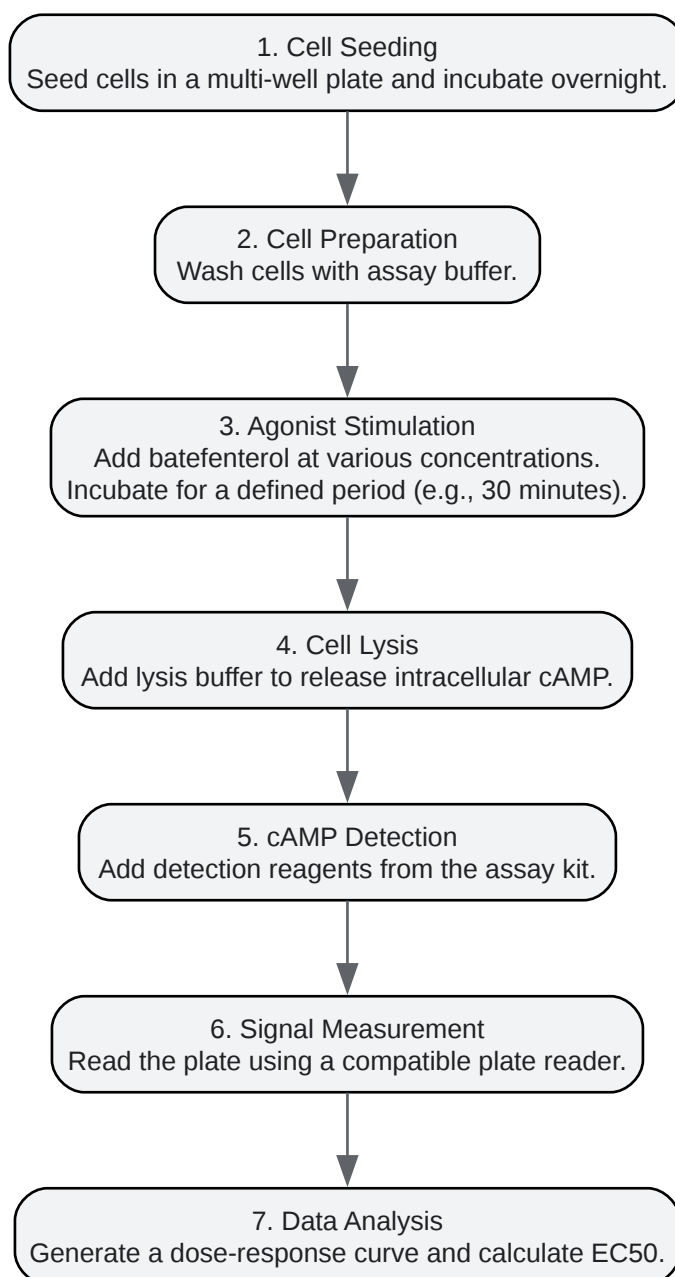 1. Cell Seeding
Seed cells in a multi-well plate and incubate overnight.
2. Cell Preparation
Wash cells with assay buffer.
3. Agonist Stimulation
Add batefenterol at various concentrations.
Incubate for a defined period (e.g., 30 minutes).
4. Cell Lysis
Add lysis buffer to release intracellular cAMP.
5. cAMP Detection
Add detection reagents from the assay kit.
6. Signal Measurement
Read the plate using a compatible plate reader.
7. Data Analysis
Generate a dose-response curve and calculate EC50.